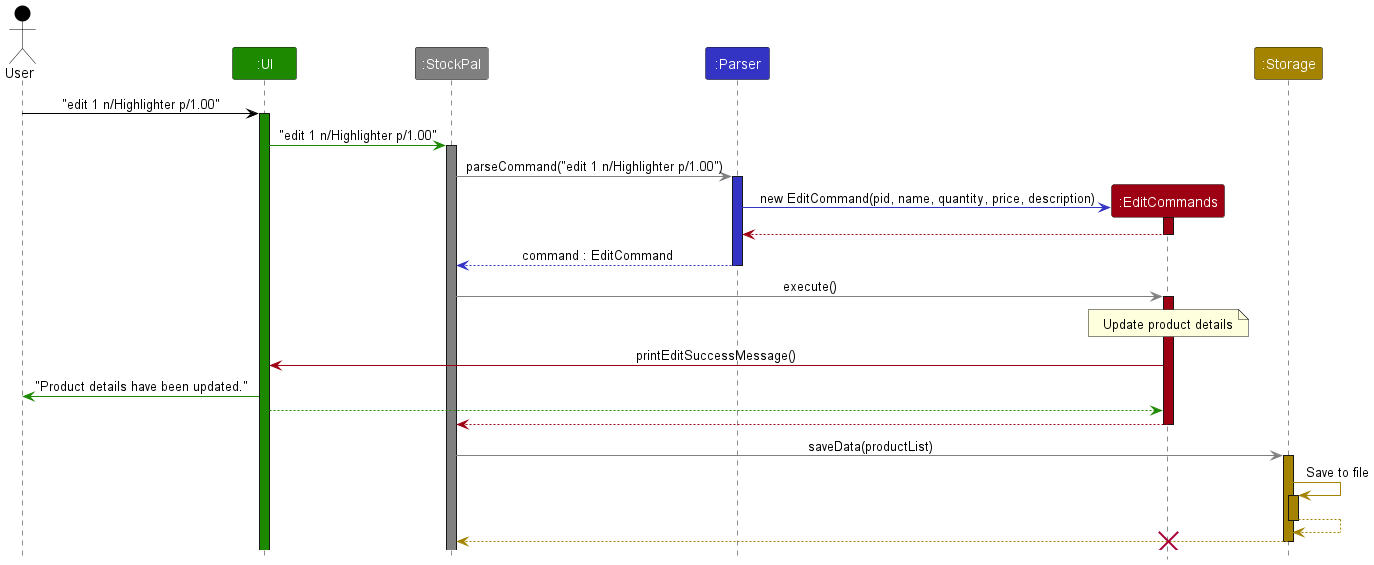 User
:UI
:StockPal
:Parser
:Storage
"edit 1 n/Highlighter p/1.00"
"edit 1 n/Highlighter p/1.00"
parseCommand("edit 1 n/Highlighter p/1.00")
new EditCommand(pid, name, quantity, price, description)
:EditCommands
command : EditCommand
execute()
Update product details
printEditSuccessMessage()
"Product details have been updated."
saveData(productList)
Save to file